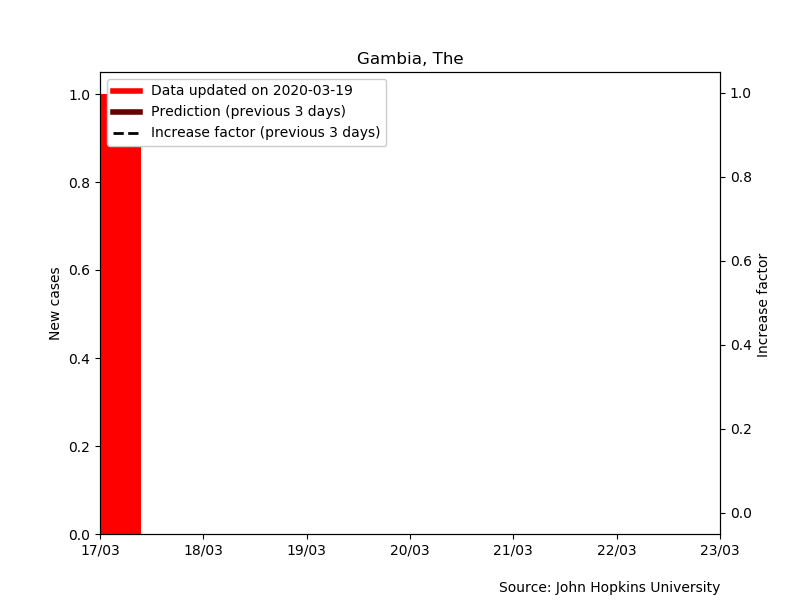 Gambia, The
Data updated on 2020-03-19
Prediction (previous 3 days)
Increase factor (previous 3 days)
New cases
1.0
0.8
0.6
0.4
0.2
0.0
1.0
0.8
0.6
0.4
0.2
0.0
Increase factor
17/03 18/03 19/03 20/03 21/03 22/03 23/03
Source: John Hopkins University